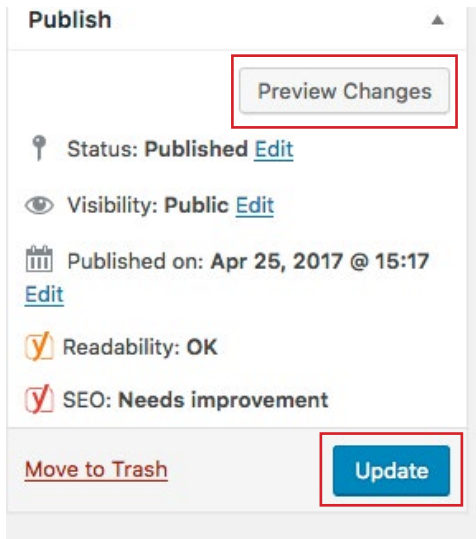 Publish
Preview Changes
Status: Published Edit
Visibility: Public Edit
Published on: Apr 25, 2017 @ 15:17
Edit
Readability: OK
SEO: Needs improvement
Move to Trash
Update